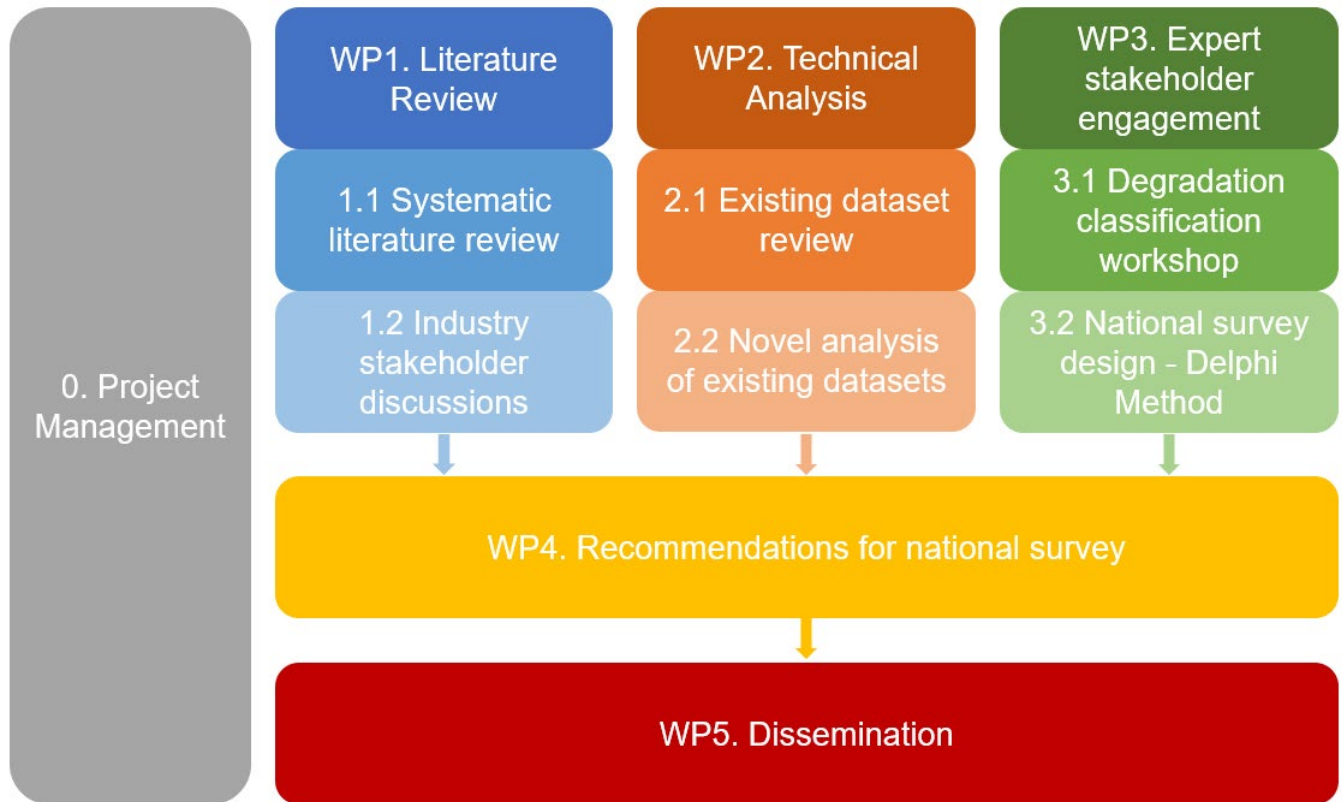 0. Project
Management
WP1. Literature
Review
1.1 Systematic
literature review
1.2 Industry
stakeholder
discussions
WP2. Technical
Analysis
2.1 Existing dataset
review
2.2 Novel analysis
of existing datasets
WP3. Expert
stakeholder
engagement
3.1 Degradation
classification
workshop
3.2 National survey
design - Delphi
Method
WP4. Recommendations for national survey
WP5. Dissemination